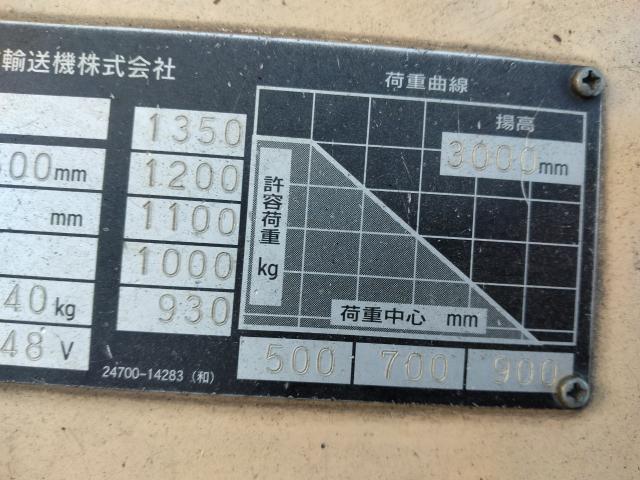 輸送機株式会社
荷重曲線
揚高
3000mm
1350
1200
1100
1000
930
許容荷重
kg
荷重中心 mm
500 700 900
00mm
mm
40kg
48V
24700-14283 (和)